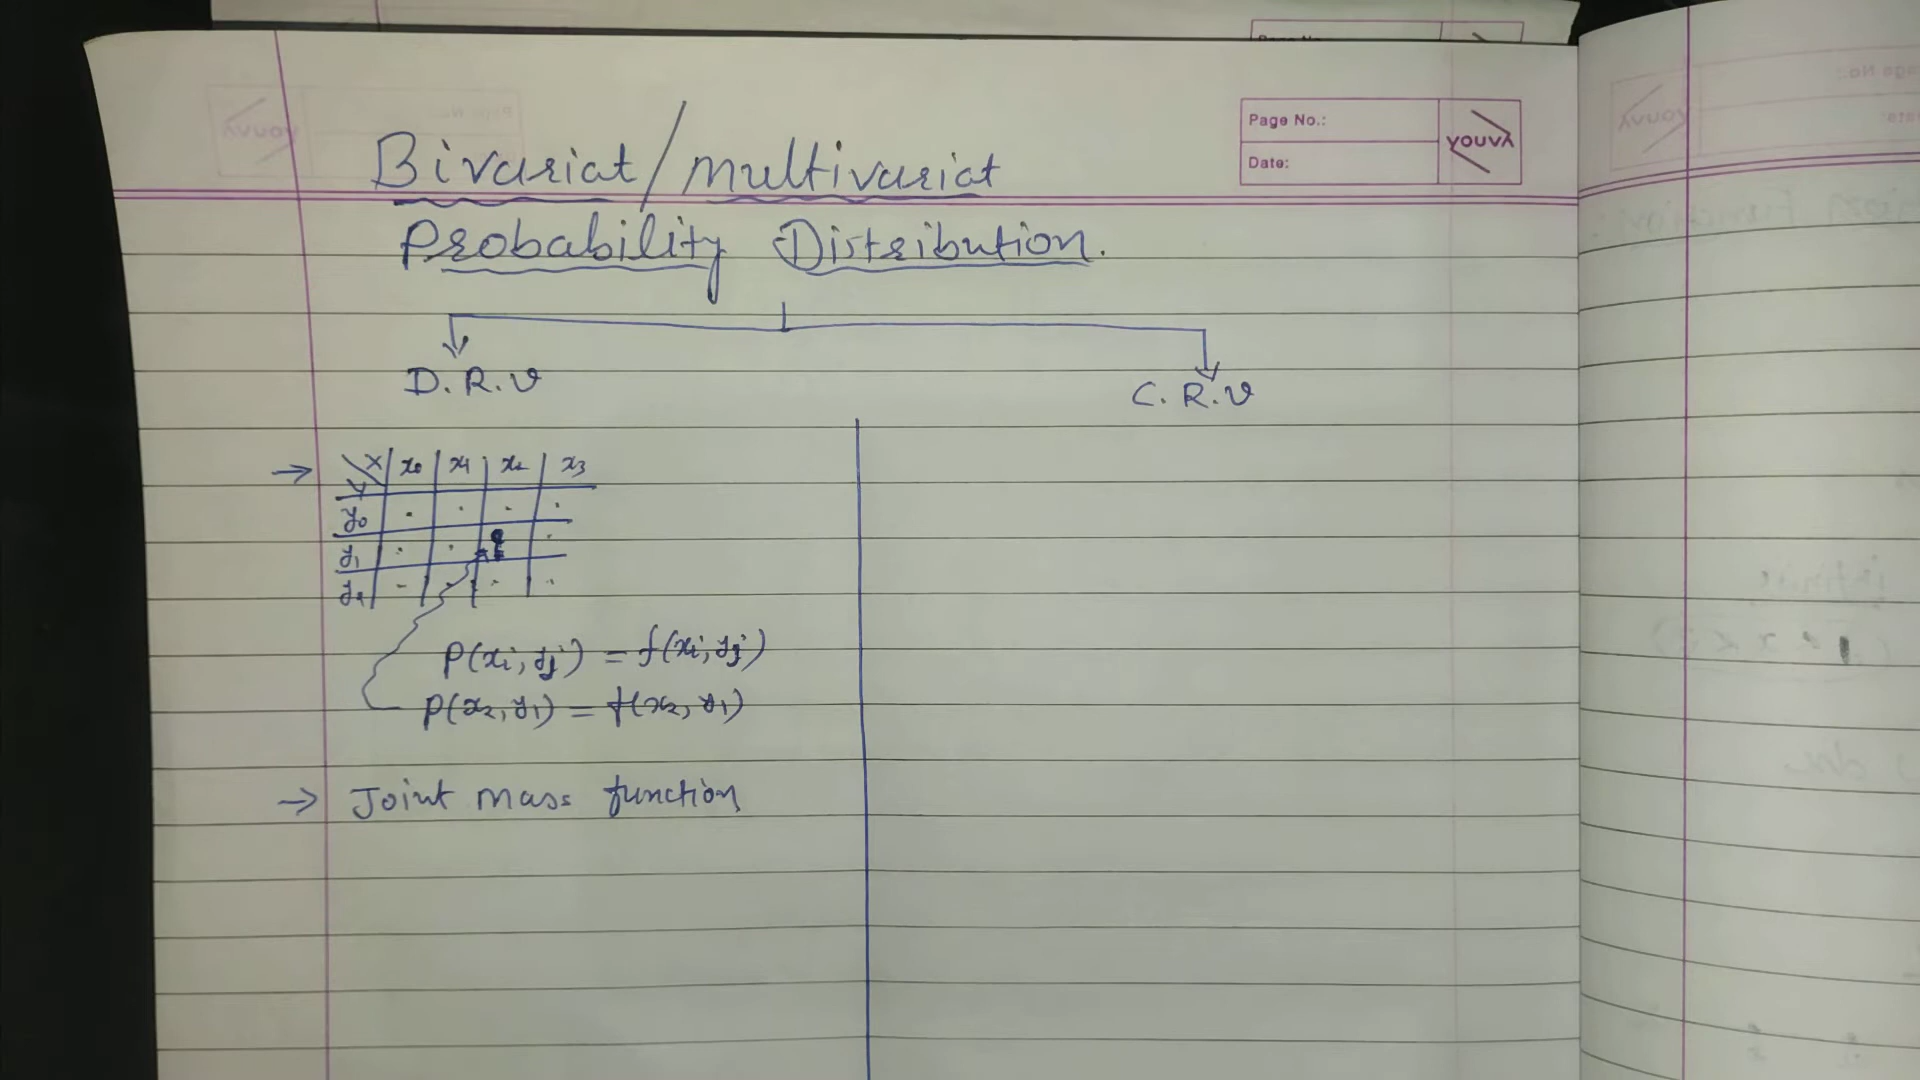 Page No.:
Date:
YOUVA
Bivariat/multivariat
Probability Distribution.
D.R.V
C.R.V
→ X x0 x1 x2 x3
Y
y0 . . . .
y1 . . .
y2 . . . .
P(xi, yj) = f(xi, yj)
P(x2, y1) = f(x2, y1)
→ Joint mass function